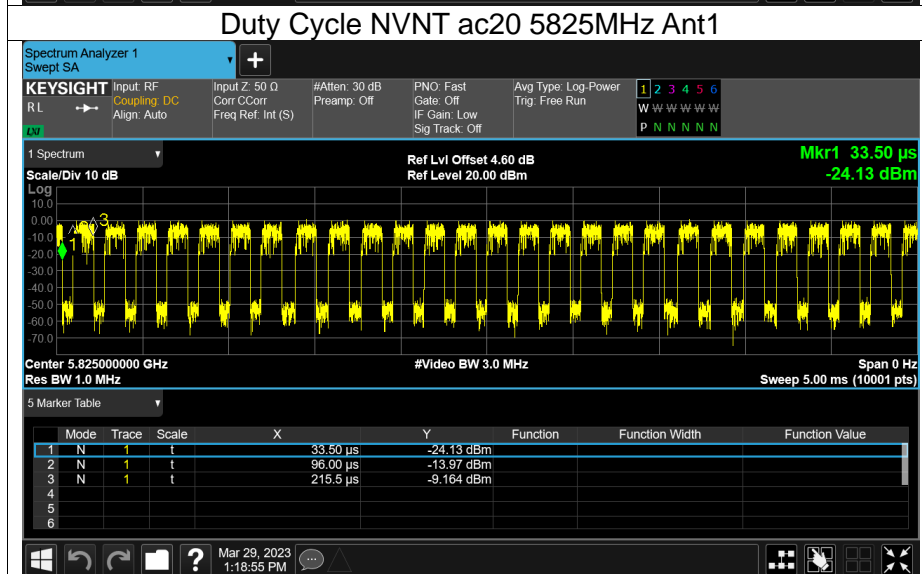 Duty Cycle NVNT ac20 5825MHz Ant1
Spectrum Analyzer 1
Swept SA
+
KEYSIGHT
RL
LXI
Input: RF
Coupling: DC
Align: Auto
Input Z: 50 Ω
Corr CCorr
Freq Ref: Int (S)
#Atten: 30 dB
Preamp: Off
PNO: Fast
Gate: Off
IF Gain: Low
Sig Track: Off
Avg Type: Log-Power
Trig: Free Run
1 2 3 4 5 6
W W W W W W
P N N N N N
1 Spectrum
Scale/Div 10 dB
Ref Lvl Offset 4.60 dB
Ref Level 20.00 dBm
Mkr1 33.50 µs
-24.13 dBm
Log
10.0
0.00
-10.0
-20.0
-30.0
-40.0
-50.0
-60.0
-70.0
1
3
Center 5.825000000 GHz
Res BW 1.0 MHz
#Video BW 3.0 MHz
Span 0 Hz
Sweep 5.00 ms (10001 pts)
5 Marker Table
Mode Trace Scale X Y Function Function Width Function Value
1 N 1 t 33.50 µs -24.13 dBm
2 N 1 t 96.00 µs -13.97 dBm
3 N 1 t 215.5 µs -9.164 dBm
4
5
6
?
Mar 29, 2023
1:18:55 PM